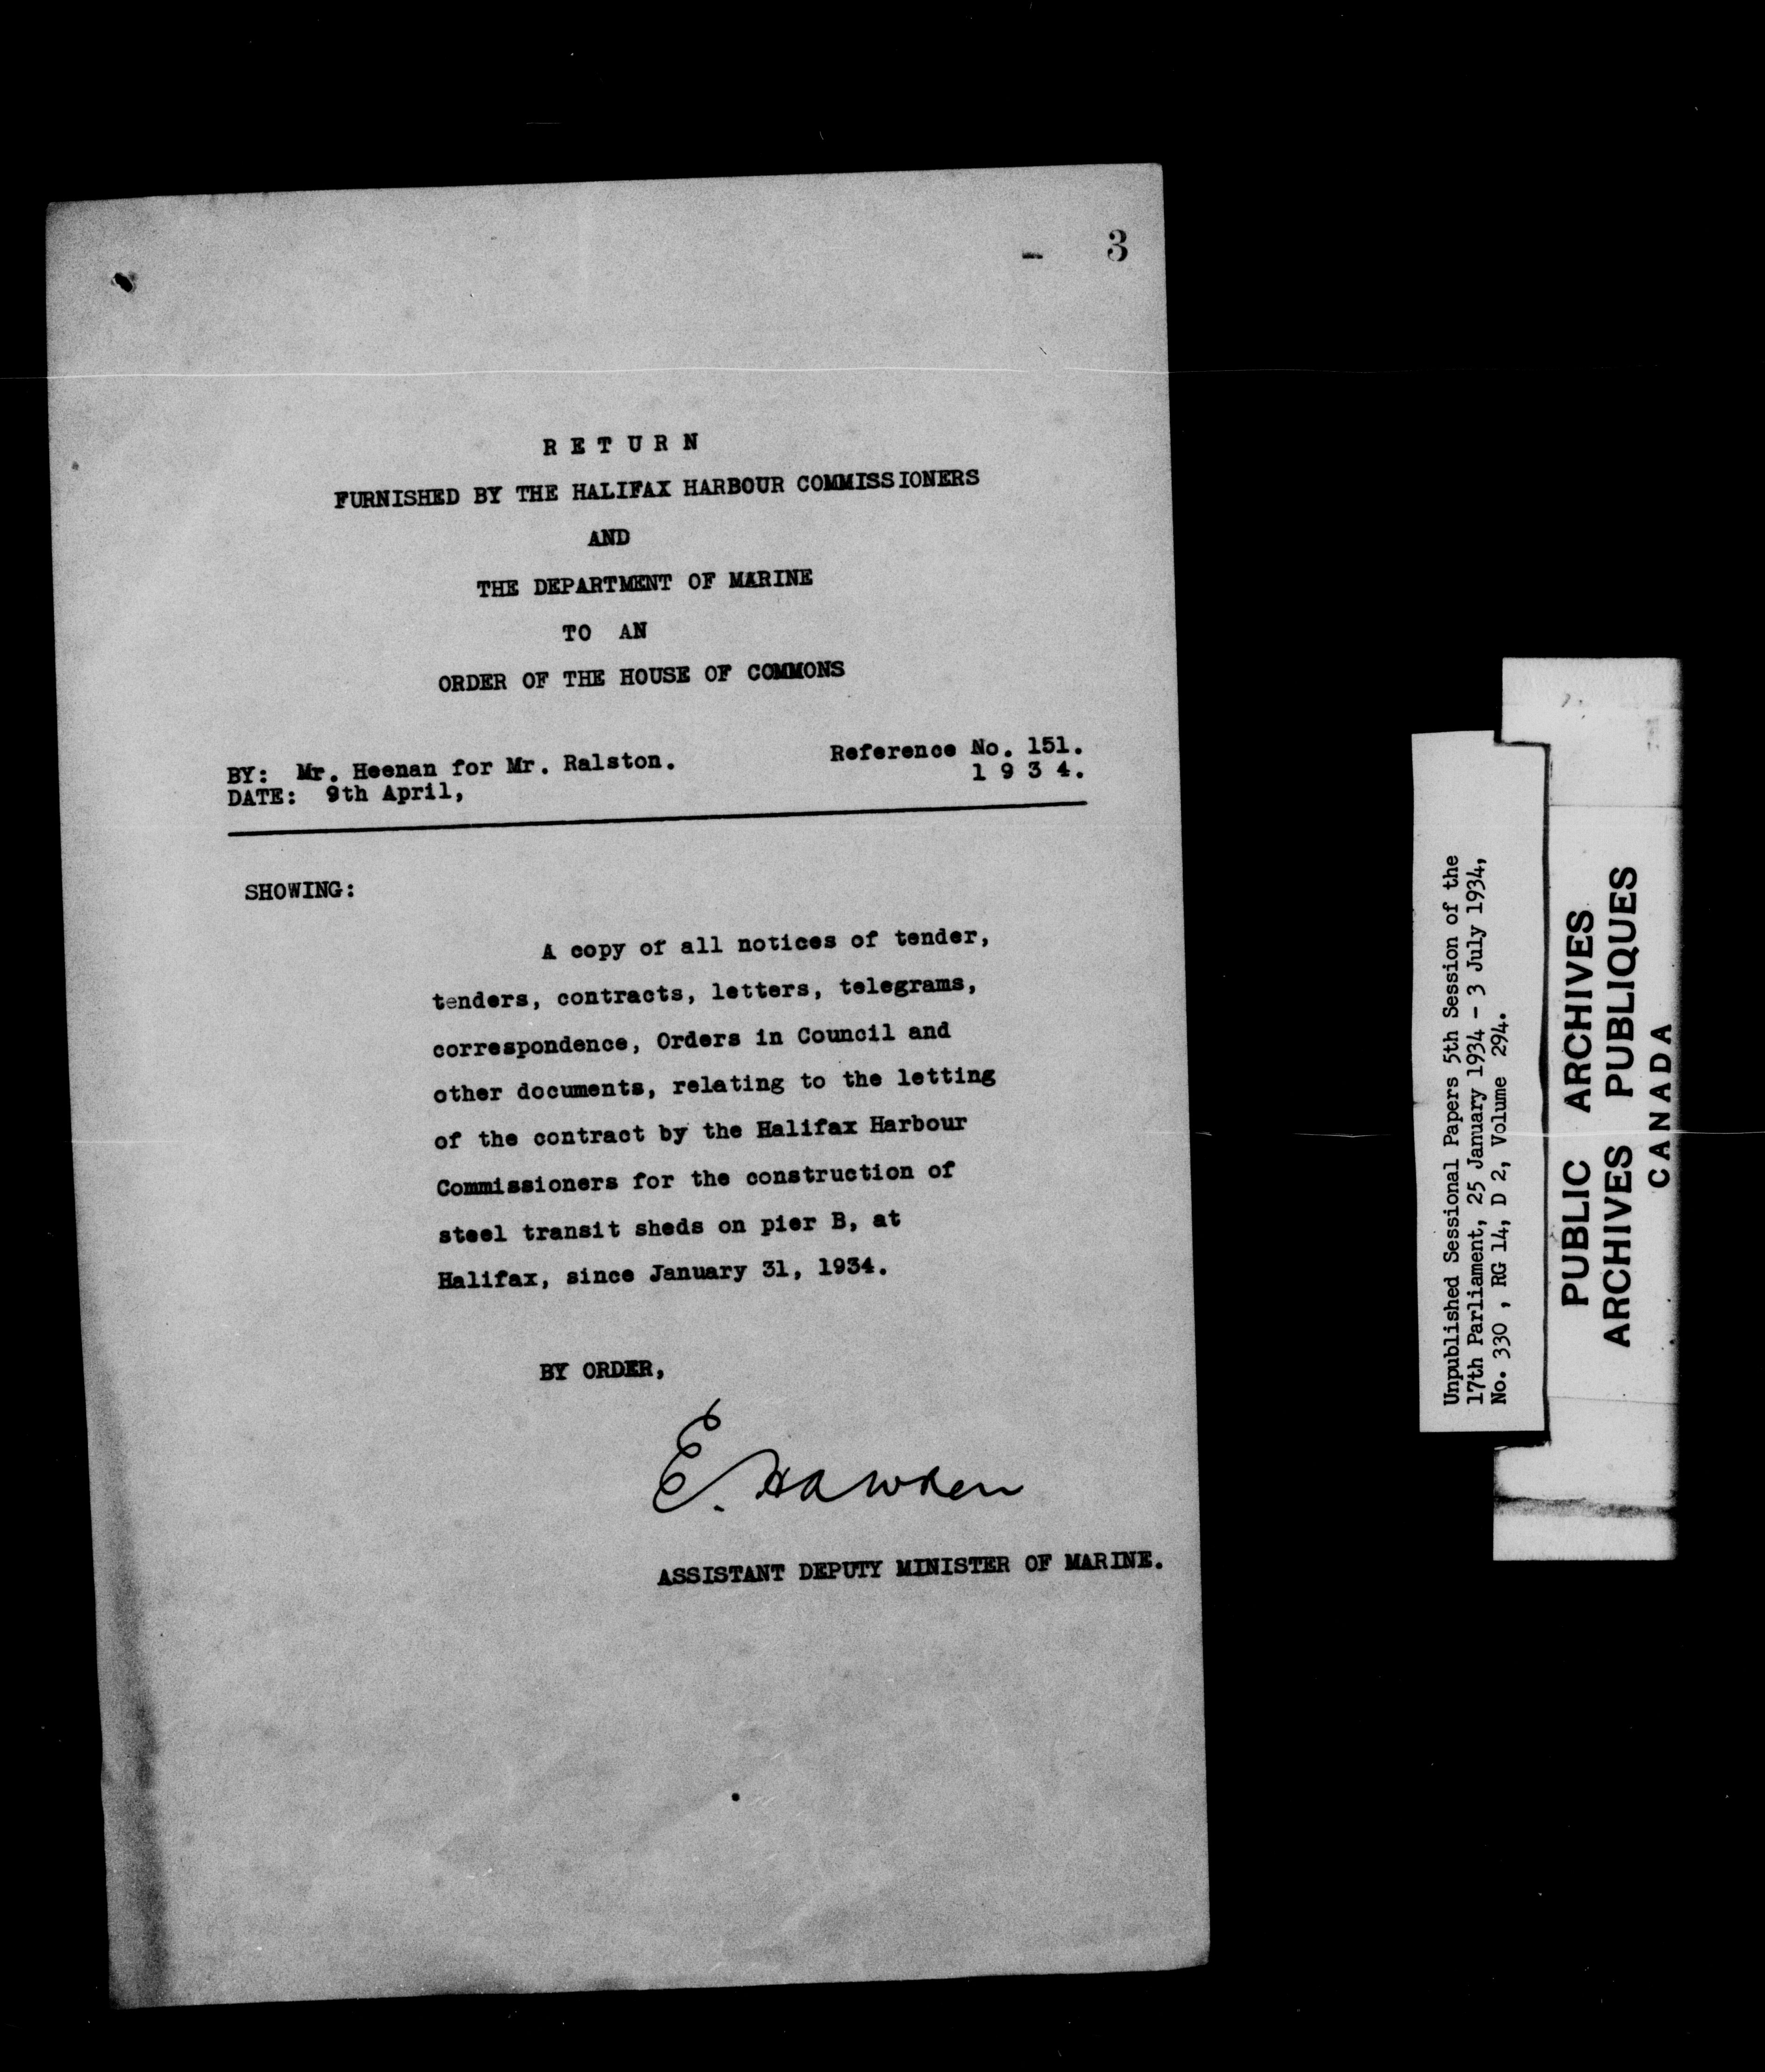 - 3
R E T U R N
FURNISHED BY THE HALIFAX HARBOUR COMMISSIONERS
AND
THE DEPARTMENT OF MARINE
TO AN
ORDER OF THE HOUSE OF COMMONS
BY: Mr. Heenan for Mr. Ralston. Reference No. 151.
DATE: 9th April, 1 9 3 4.
SHOWING:
A copy of all notices of tender,
tenders, contracts, letters, telegrams,
correspondence, Orders in Council and
other documents, relating to the letting
of the contract by the Halifax Harbour
Commissioners for the construction of
steel transit sheds on pier B, at
Halifax, since January 31, 1934.
BY ORDER,
E. Hawken
ASSISTANT DEPUTY MINISTER OF MARINE.
Unpublished Sessional Papers 5th Session of the
17th Parliament, 25 January 1934 - 3 July 1934,
No. 330 , RG 14, D 2, Volume 294.
PUBLIC ARCHIVES
ARCHIVES PUBLIQUES
CANADA